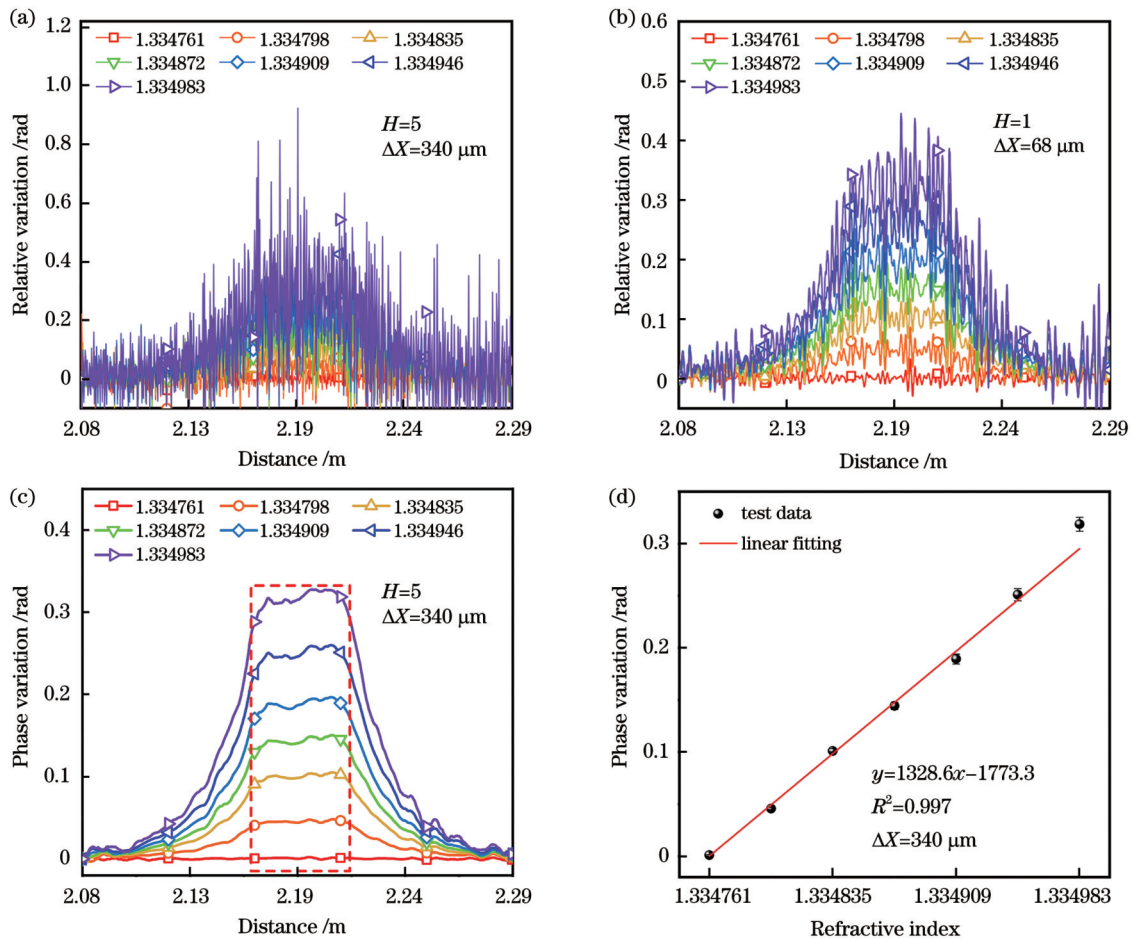 (a)
1.2
1.0
0.8
0.6
0.4
0.2
0
Relative variation /rad
1.334761 1.334798 1.334835
1.334872 1.334909 1.334946
1.334983
H=5
ΔX=340 μm
2.08 2.13 2.19 2.24 2.29
Distance /m
(b)
0.6
0.5
0.4
0.3
0.2
0.1
0
Relative variation /rad
1.334761 1.334798 1.334835
1.334872 1.334909 1.334946
1.334983
H=1
ΔX=68 μm
2.08 2.13 2.19 2.24 2.29
Distance /m
(c)
0.4
0.3
0.2
0.1
0
Phase variation /rad
1.334761 1.334798 1.334835
1.334872 1.334909 1.334946
1.334983
H=5
ΔX=340 μm
2.08 2.13 2.19 2.24 2.29
Distance /m
(d)
0.3
0.2
0.1
0
Phase variation /rad
test data
linear fitting
y=1328.6x−1773.3
R²=0.997
ΔX=340 μm
1.334761 1.334835 1.334909 1.334983
Refractive index